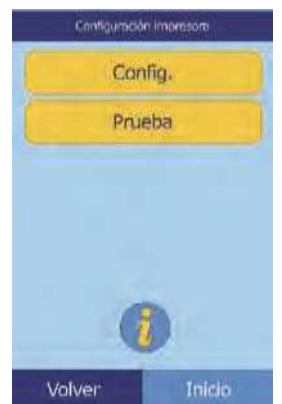 Configuración impresora
Config.
Prueba
i
Volver
Inicio